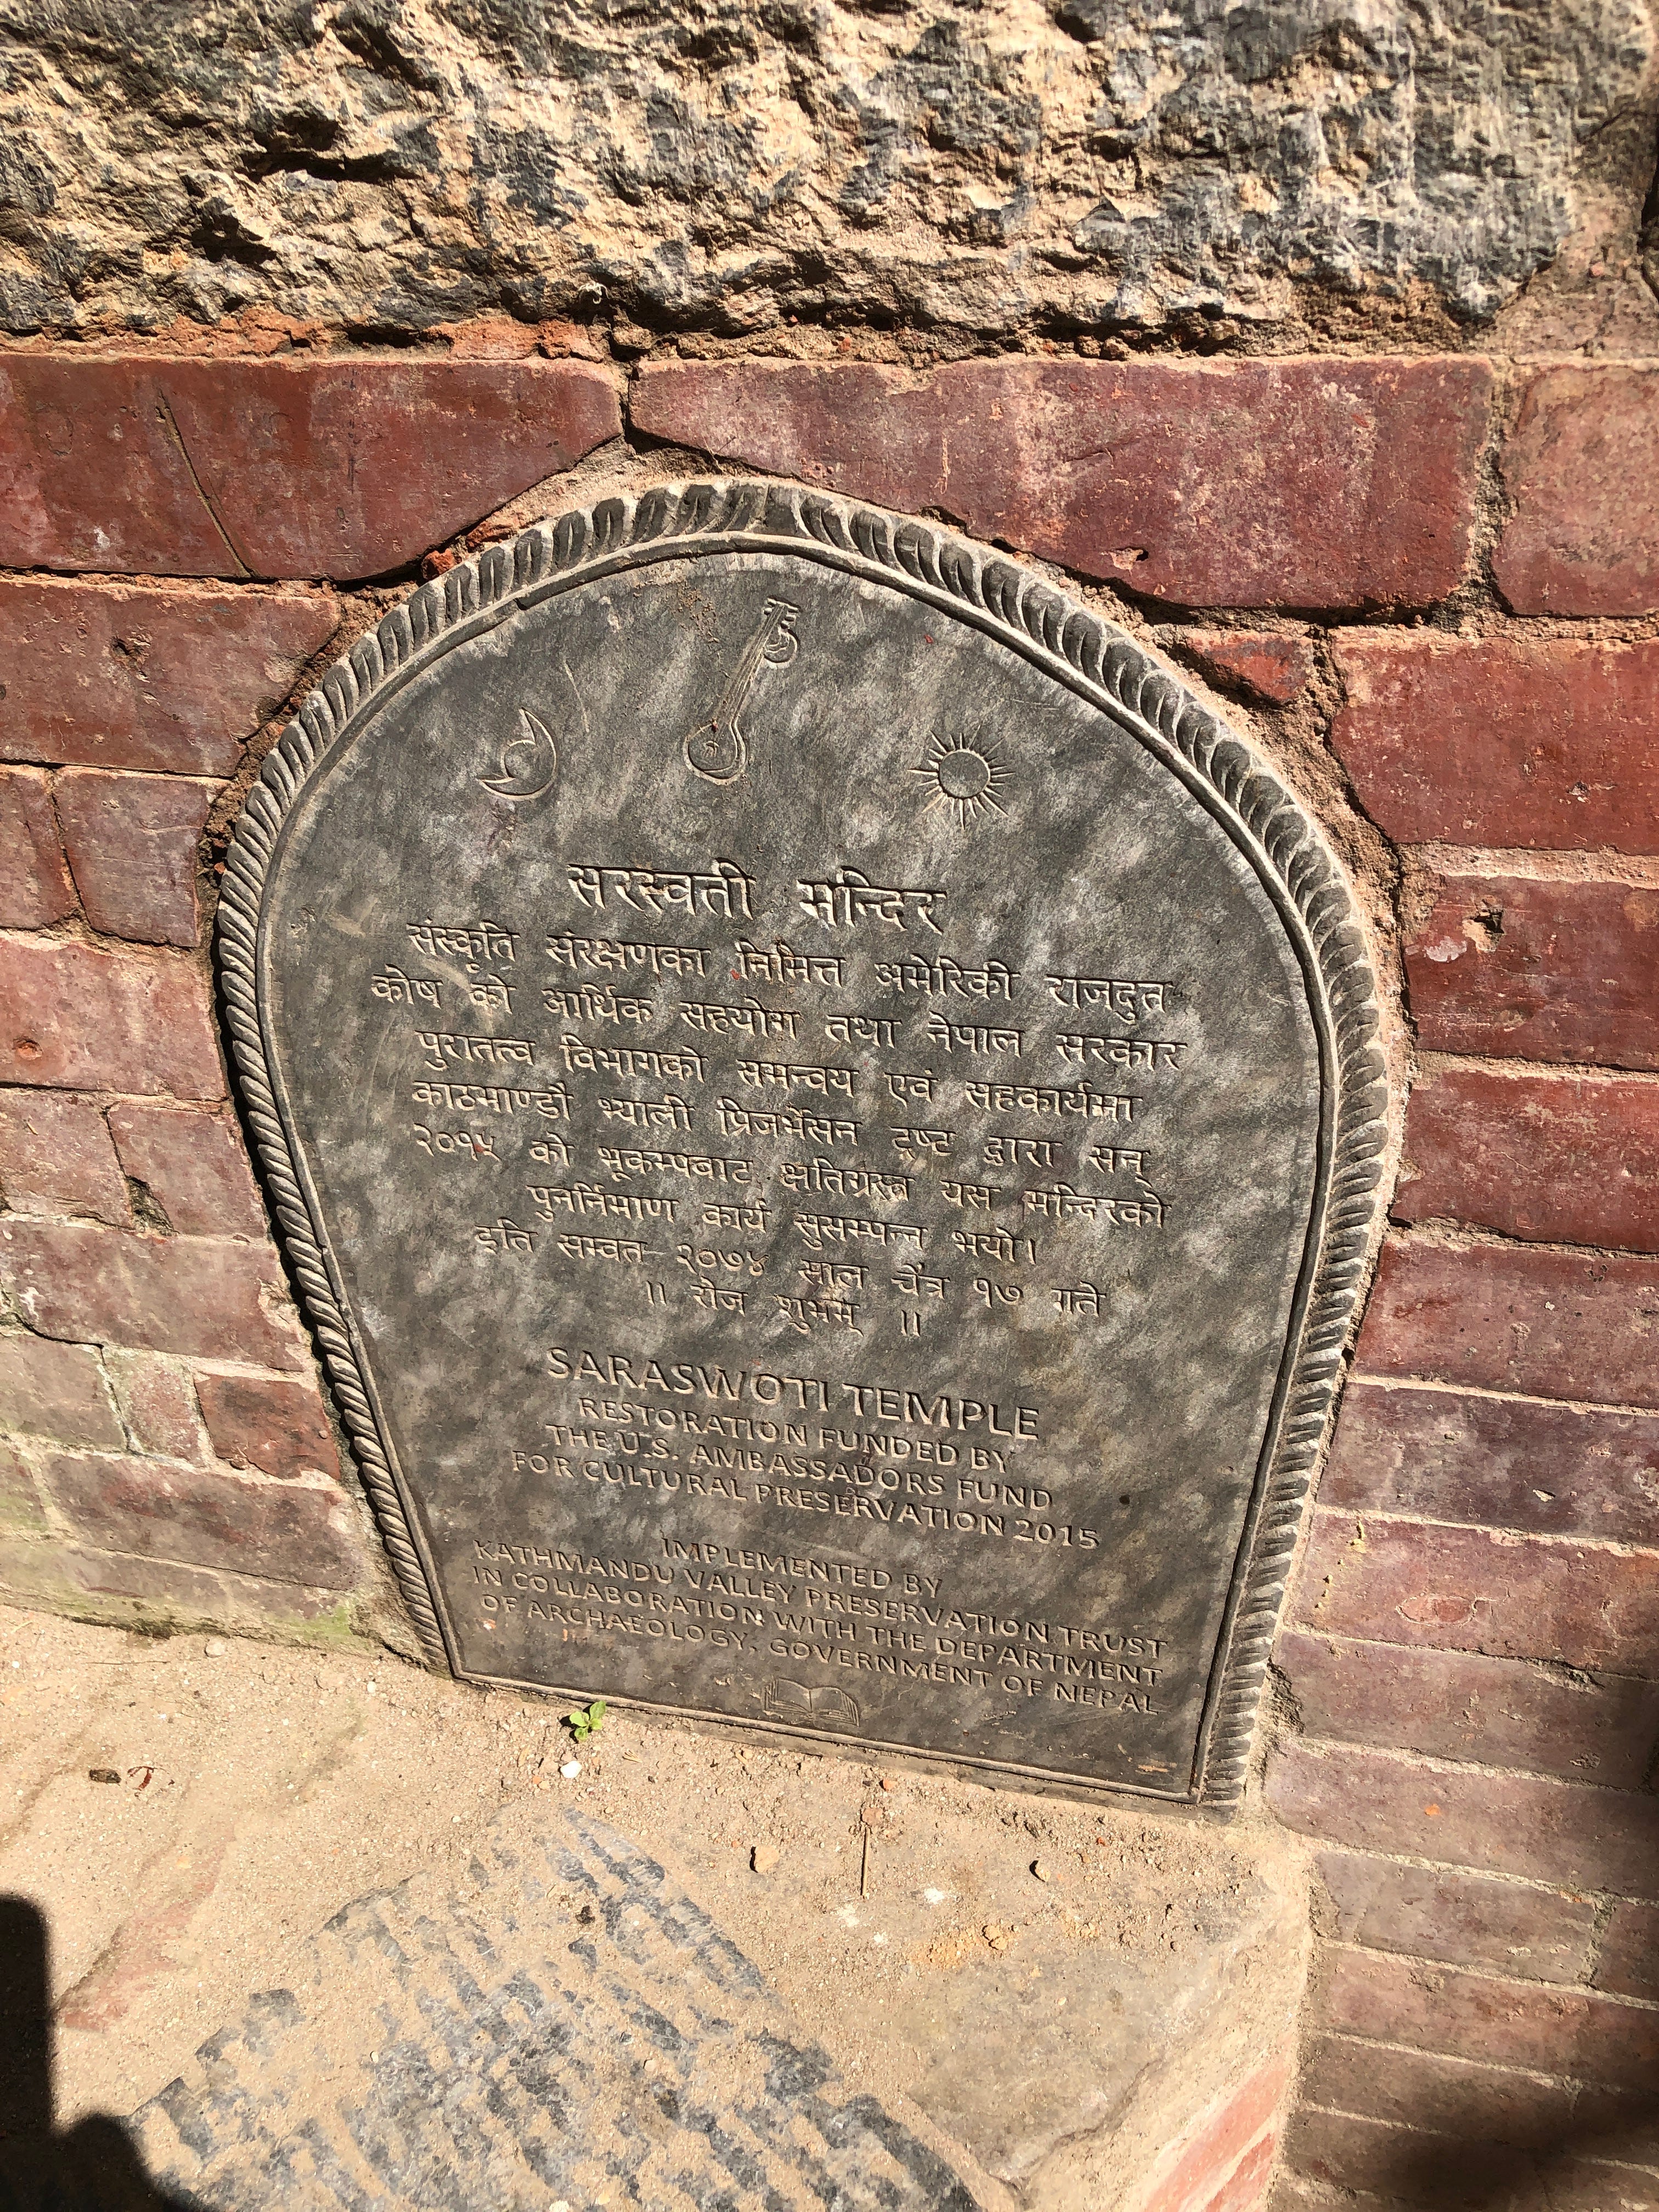 सरस्वती मन्दिर
संस्कृति संरक्षणका निमित्त अमेरिकी राजदुत
कोष को आर्थिक सहयोग तथा नेपाल सरकार
पुरातत्व विभागको समन्वय एवं सहकार्यमा
काठमाण्डौ भ्याली प्रिजर्भेसन ट्रष्ट द्वारा सन्
२०१५ को भूकम्पबाट क्षतिग्रस्त यस मन्दिरको
पुनर्निमाण कार्य सुसम्पन्न भयो।
इति सम्वत २०७४ साल चैत्र १७ गते
॥ रोज शुभम् ॥
SARASWOTI TEMPLE
RESTORATION FUNDED BY
THE U.S. AMBASSADORS FUND
FOR CULTURAL PRESERVATION 2015
IMPLEMENTED BY
KATHMANDU VALLEY PRESERVATION TRUST
IN COLLABORATION WITH THE DEPARTMENT
OF ARCHAEOLOGY, GOVERNMENT OF NEPAL